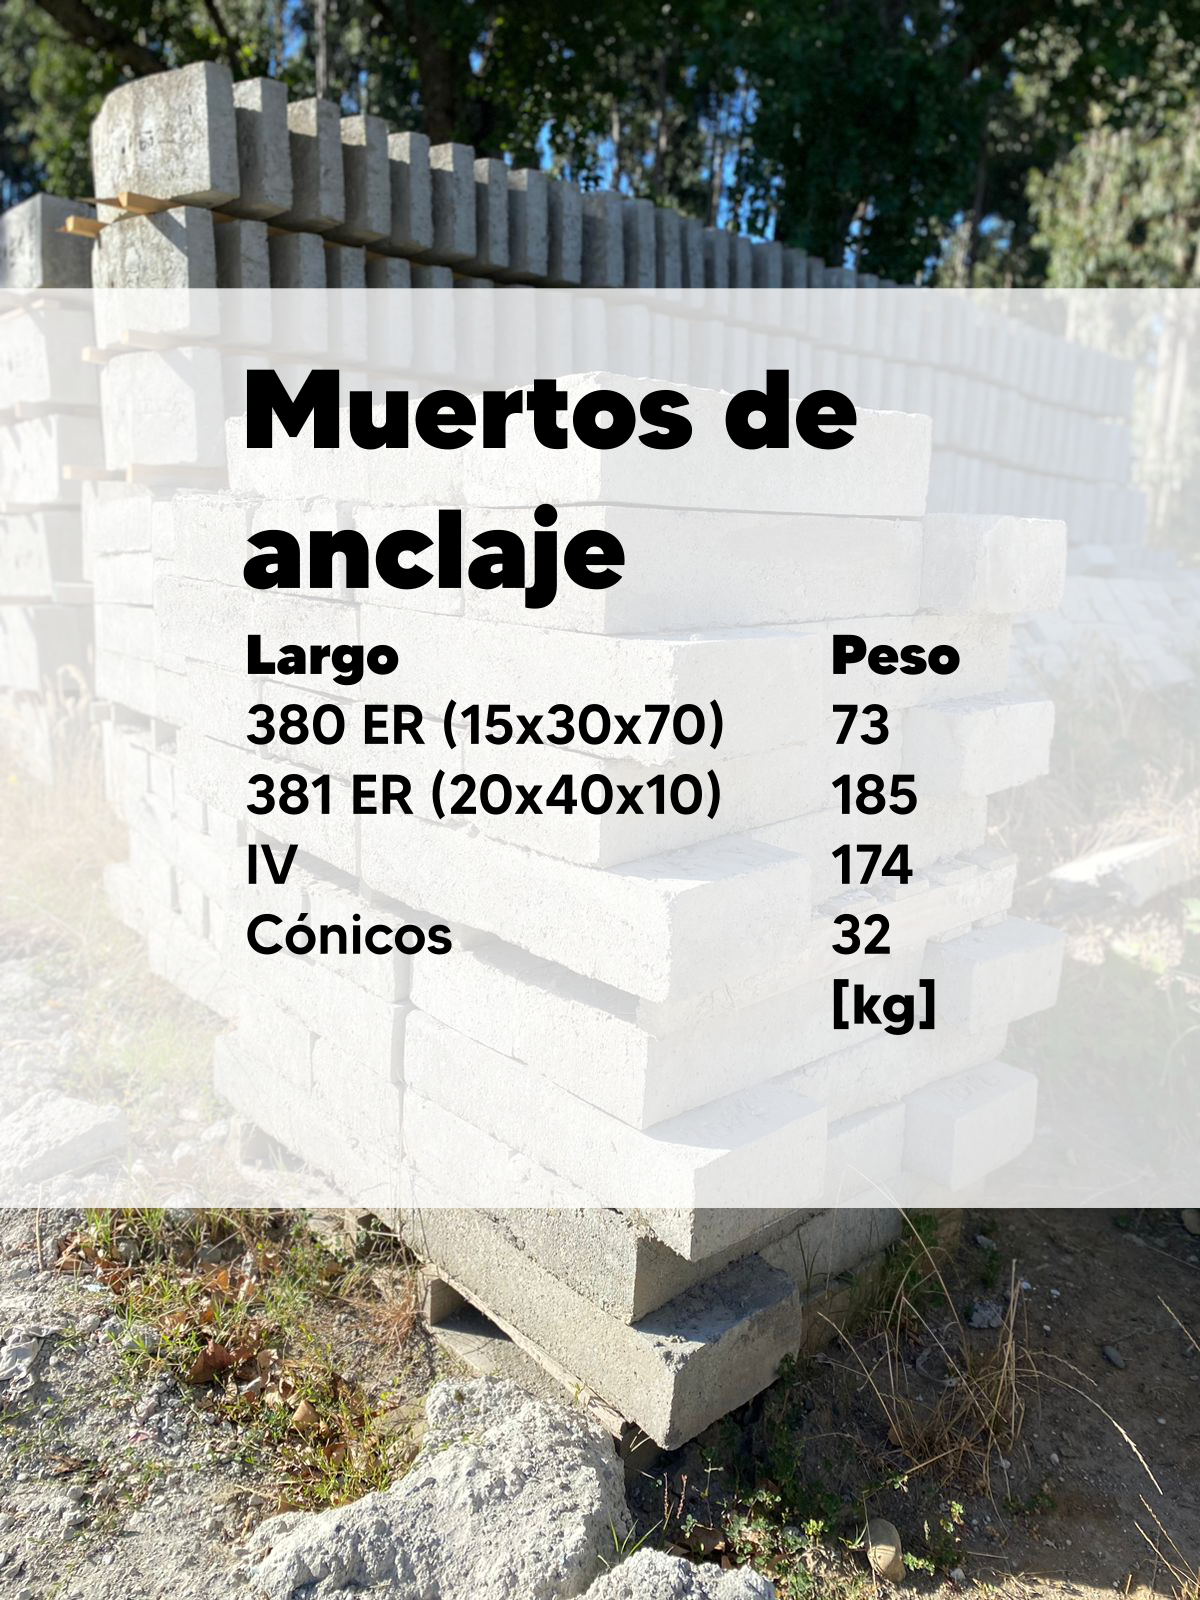 Muertos de
anclaje
Largo Peso
380 ER (15x30x70) 73
381 ER (20x40x10) 185
IV 174
Cónicos 32
[kg]